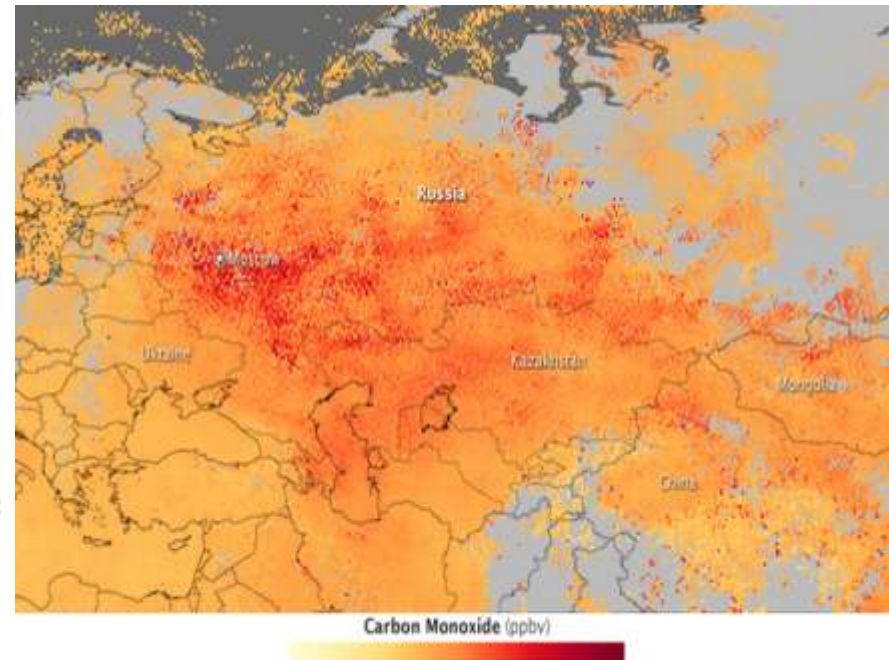 Russia
Moscow
Ukraine
Kazakhstan
Mongolia
China
Carbon Monoxide (ppbv)